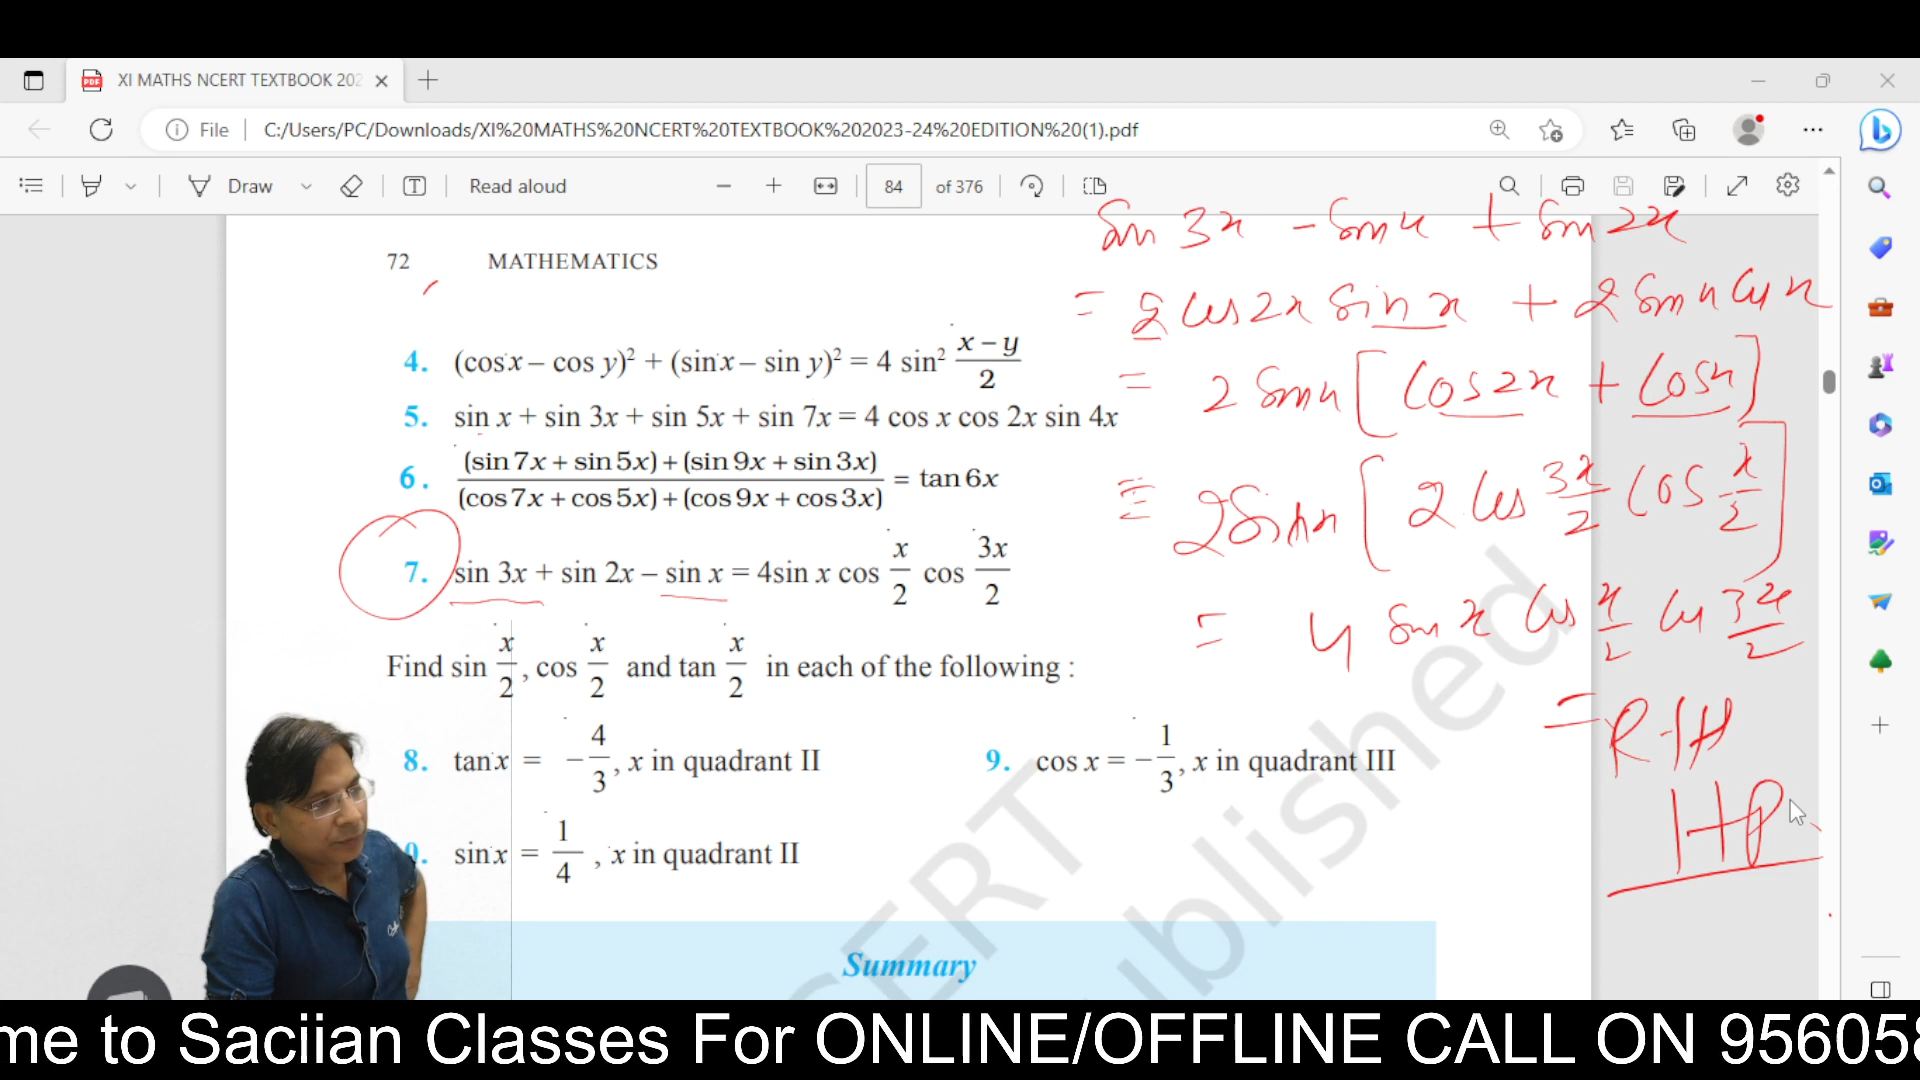 XI MATHS NCERT TEXTBOOK 202
File C:/Users/PC/Downloads/XI%20MATHS%20NCERT%20TEXTBOOK%202023-24%20EDITION%20(1).pdf
Draw Read aloud 84 of 376
72 MATHEMATICS
4. (cos x – cos y)² + (sin x – sin y)² = 4 sin² (x – y)/2
5. sin x + sin 3x + sin 5x + sin 7x = 4 cos x cos 2x sin 4x
6. ((sin 7x + sin 5x) + (sin 9x + sin 3x))/((cos 7x + cos 5x) + (cos 9x + cos 3x)) = tan 6x
7. sin 3x + sin 2x – sin x = 4sin x cos x/2 cos 3x/2
Find sin x/2, cos x/2 and tan x/2 in each of the following :
8. tan x = –4/3, x in quadrant II 9. cos x = –1/3, x in quadrant III
0. sin x = 1/4, x in quadrant II
Summary
sin 3x – sin x + sin 2x
= 2 cos 2x sin x + 2 sin x cos x
= 2 sin x [cos 2x + cos x]
= 2 sin x [2 cos 3x/2 cos x/2]
= 4 sin x cos x/2 cos 3x/2
= RHS
HP
me to Saciian Classes For ONLINE/OFFLINE CALL ON 956058